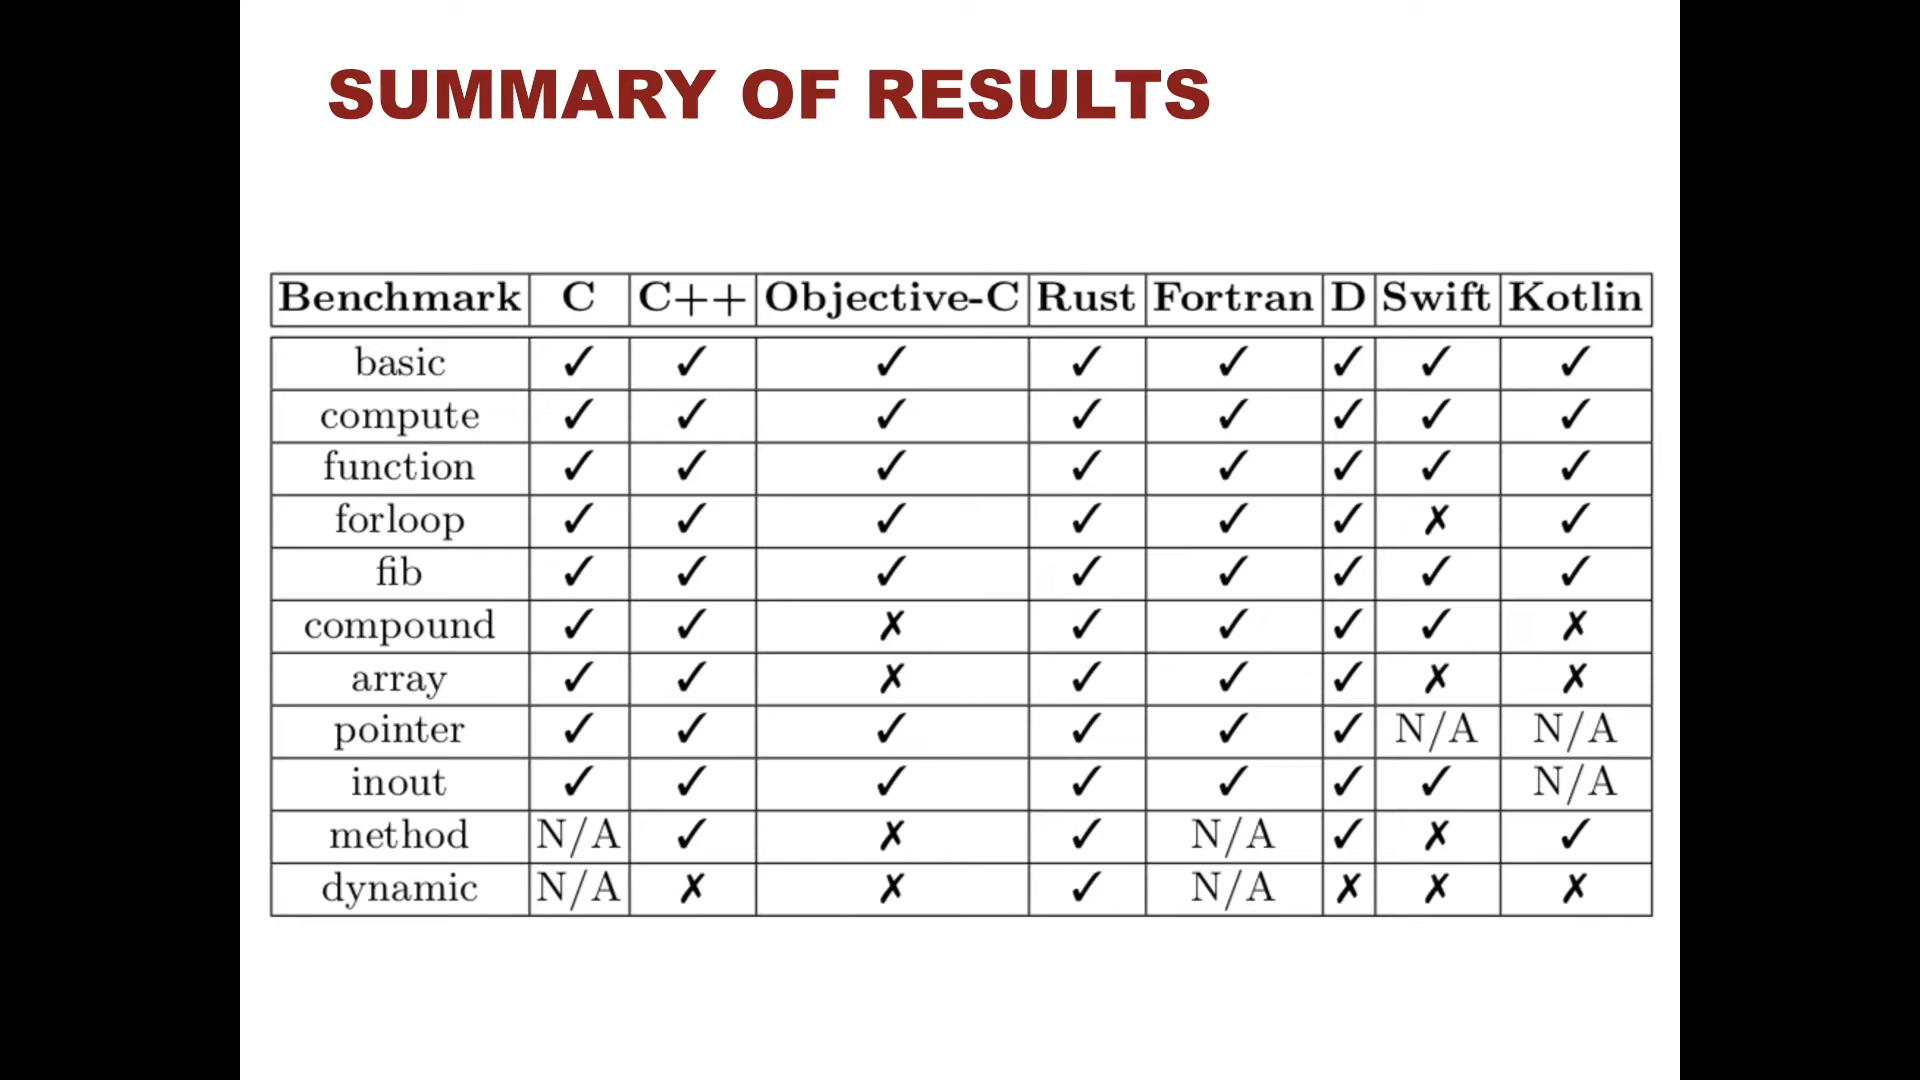 SUMMARY OF RESULTS
Benchmark C C++ Objective-C Rust Fortran D Swift Kotlin
basic ✓ ✓ ✓ ✓ ✓ ✓ ✓ ✓
compute ✓ ✓ ✓ ✓ ✓ ✓ ✓ ✓
function ✓ ✓ ✓ ✓ ✓ ✓ ✓ ✓
forloop ✓ ✓ ✓ ✓ ✓ ✓ ✗ ✓
fib ✓ ✓ ✓ ✓ ✓ ✓ ✓ ✓
compound ✓ ✓ ✗ ✓ ✓ ✓ ✓ ✗
array ✓ ✓ ✗ ✓ ✓ ✓ ✗ ✗
pointer ✓ ✓ ✓ ✓ ✓ ✓ N/A N/A
inout ✓ ✓ ✓ ✓ ✓ ✓ ✓ N/A
method N/A ✓ ✗ ✓ N/A ✓ ✗ ✓
dynamic N/A ✗ ✗ ✓ N/A ✗ ✗ ✗